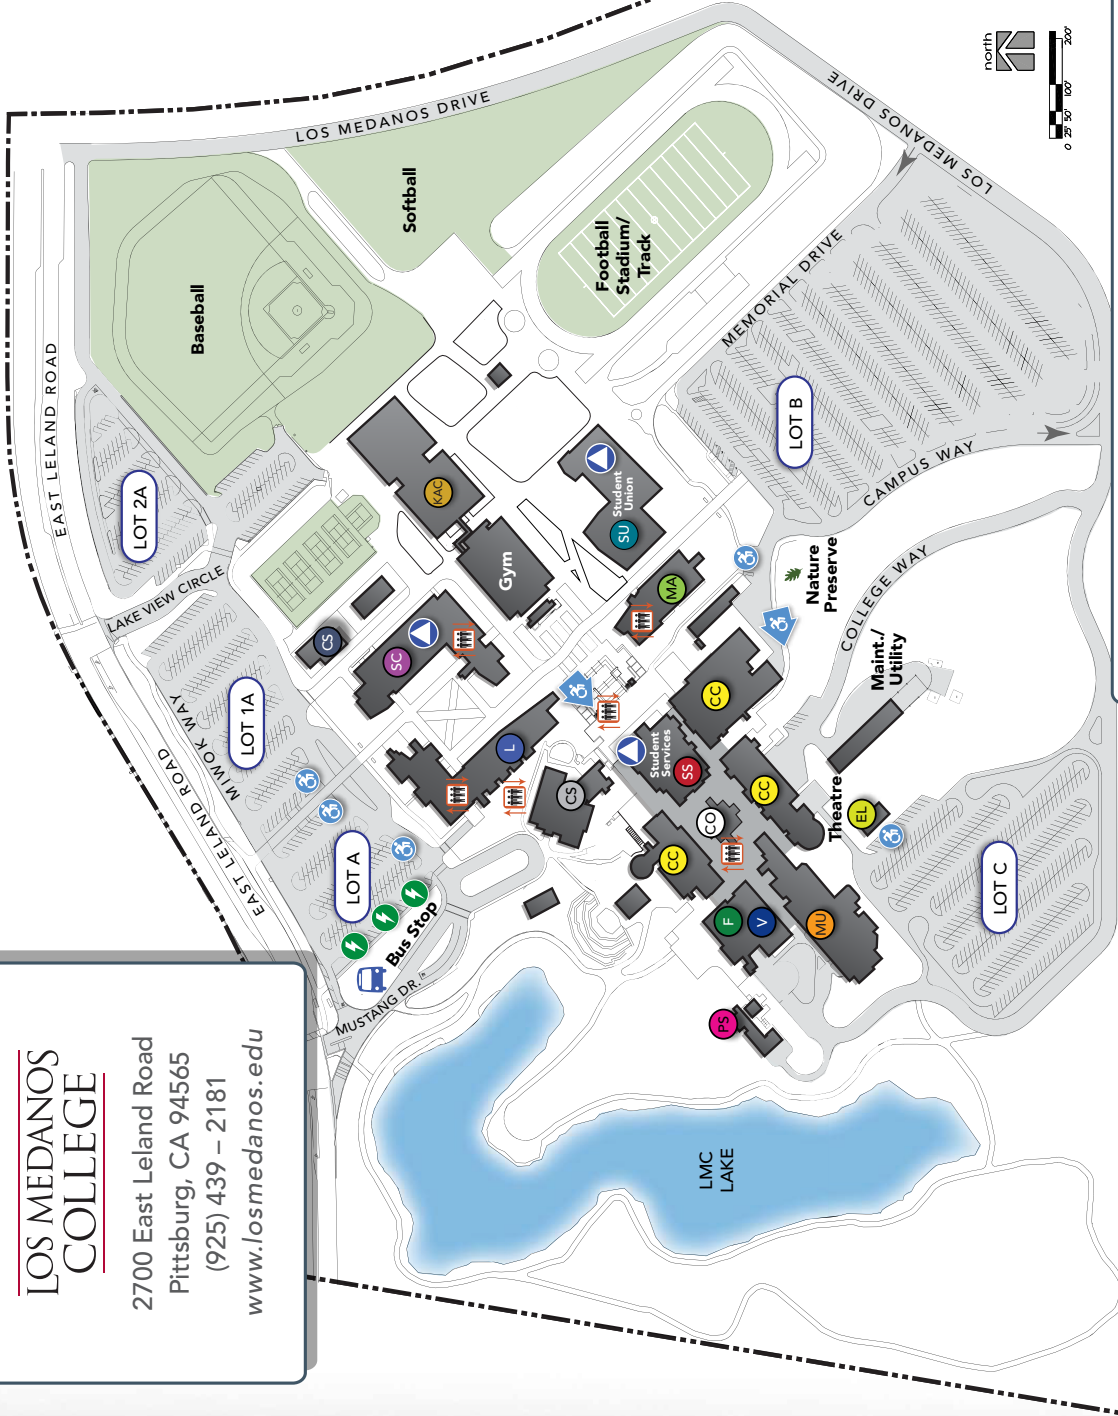 LOS MEDANOS
COLLEGE
2700 East Leland Road
Pittsburg, CA 94565
(925) 439 – 2181
www.losmedanos.edu
EAST LELAND ROAD
LOS MEDANOS DRIVE
Baseball
Softball
Football
Stadium/
Track
LOS MEDANOS DRIVE
north
0 25' 50' 100' 200'
MEMORIAL DRIVE
LOT 2A
LAKE VIEW CIRCLE
LOT B
CAMPUS WAY
KAC
Gym
SU
Student
Union
CS
SC
MA
Nature
Preserve
COLLEGE WAY
Maint./
Utility
EAST LELAND ROAD
MIWOK WAY
LOT 1A
L
CS
Student
Services
SS
CC
CC
Theatre
EL
CO
CC
LOT A
Bus Stop
MUSTANG DR.
F
V
MU
LOT C
PS
LMC
LAKE